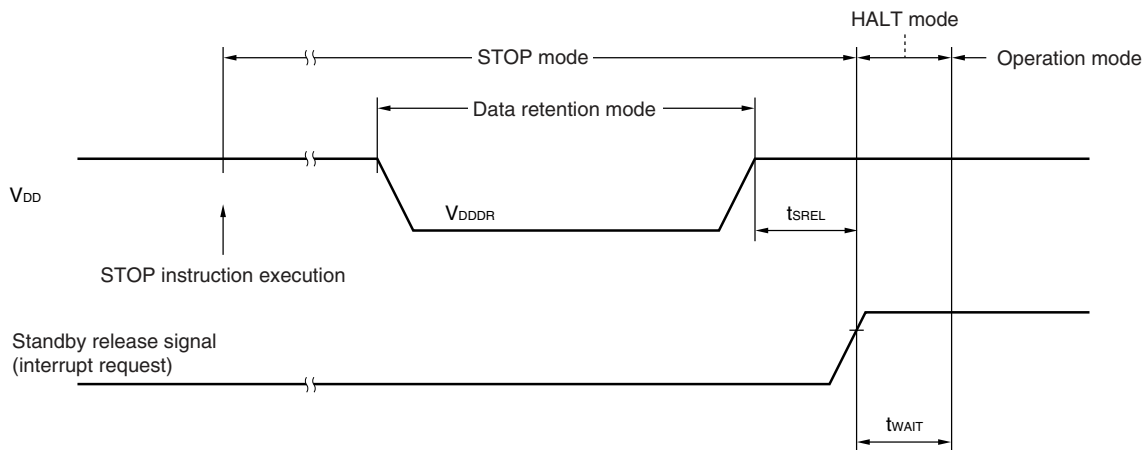 HALT mode
STOP mode
Operation mode
Data retention mode
VDD
VDDDR
tSREL
STOP instruction execution
Standby release signal
(interrupt request)
tWAIT